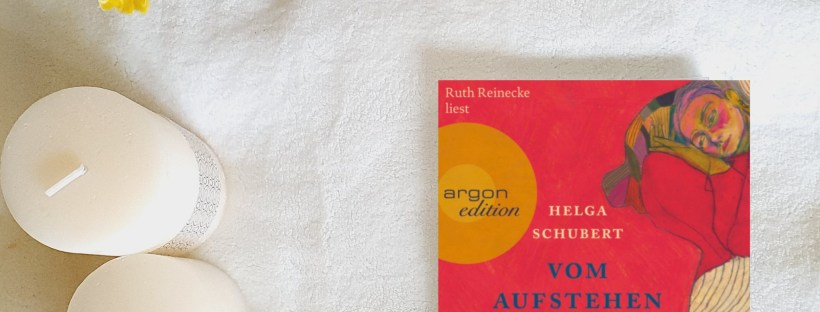 Ruth Reinecke
liest
argon
edition
HELGA
SCHUBERT
VOM
AUFSTEHEN